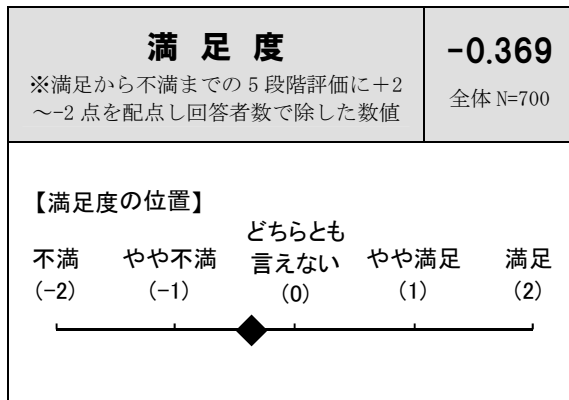 満 足 度
※満足から不満までの 5 段階評価に＋2
～-2 点を配点し回答者数で除した数値
-0.369
全体 N=700
【満足度の位置】
不満 やや不満 どちらとも やや満足 満足
言えない
(-2) (-1) (0) (1) (2)